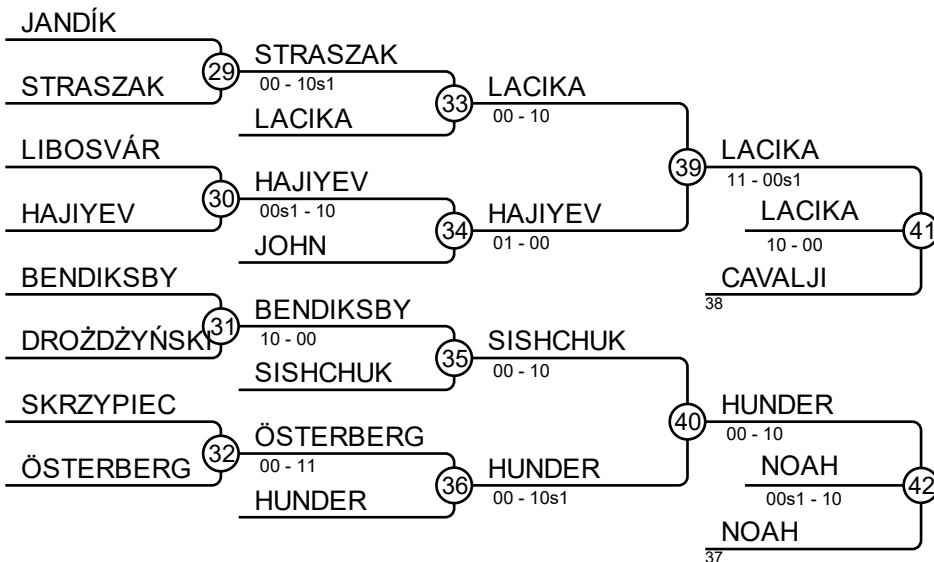 JANDÍK
29
STRASZAK
00 - 10s1
STRASZAK
33
LACIKA
00 - 10
LACIKA
LIBOSVÁR
39
LACIKA
11 - 00s1
30
HAJIYEV
00s1 - 10
HAJIYEV
34
HAJIYEV
01 - 00
LACIKA
10 - 00
41
JOHN
BENDIKSBY
CAVALJI
38
31
BENDIKSBY
10 - 00
DROŻDŻYŃSKI
35
SISHCHUK
00 - 10
SISHCHUK
SKRZYPIEC
40
HUNDER
00 - 10
32
ÖSTERBERG
00 - 11
ÖSTERBERG
36
HUNDER
00 - 10s1
NOAH
00s1 - 10
42
HUNDER
NOAH
37